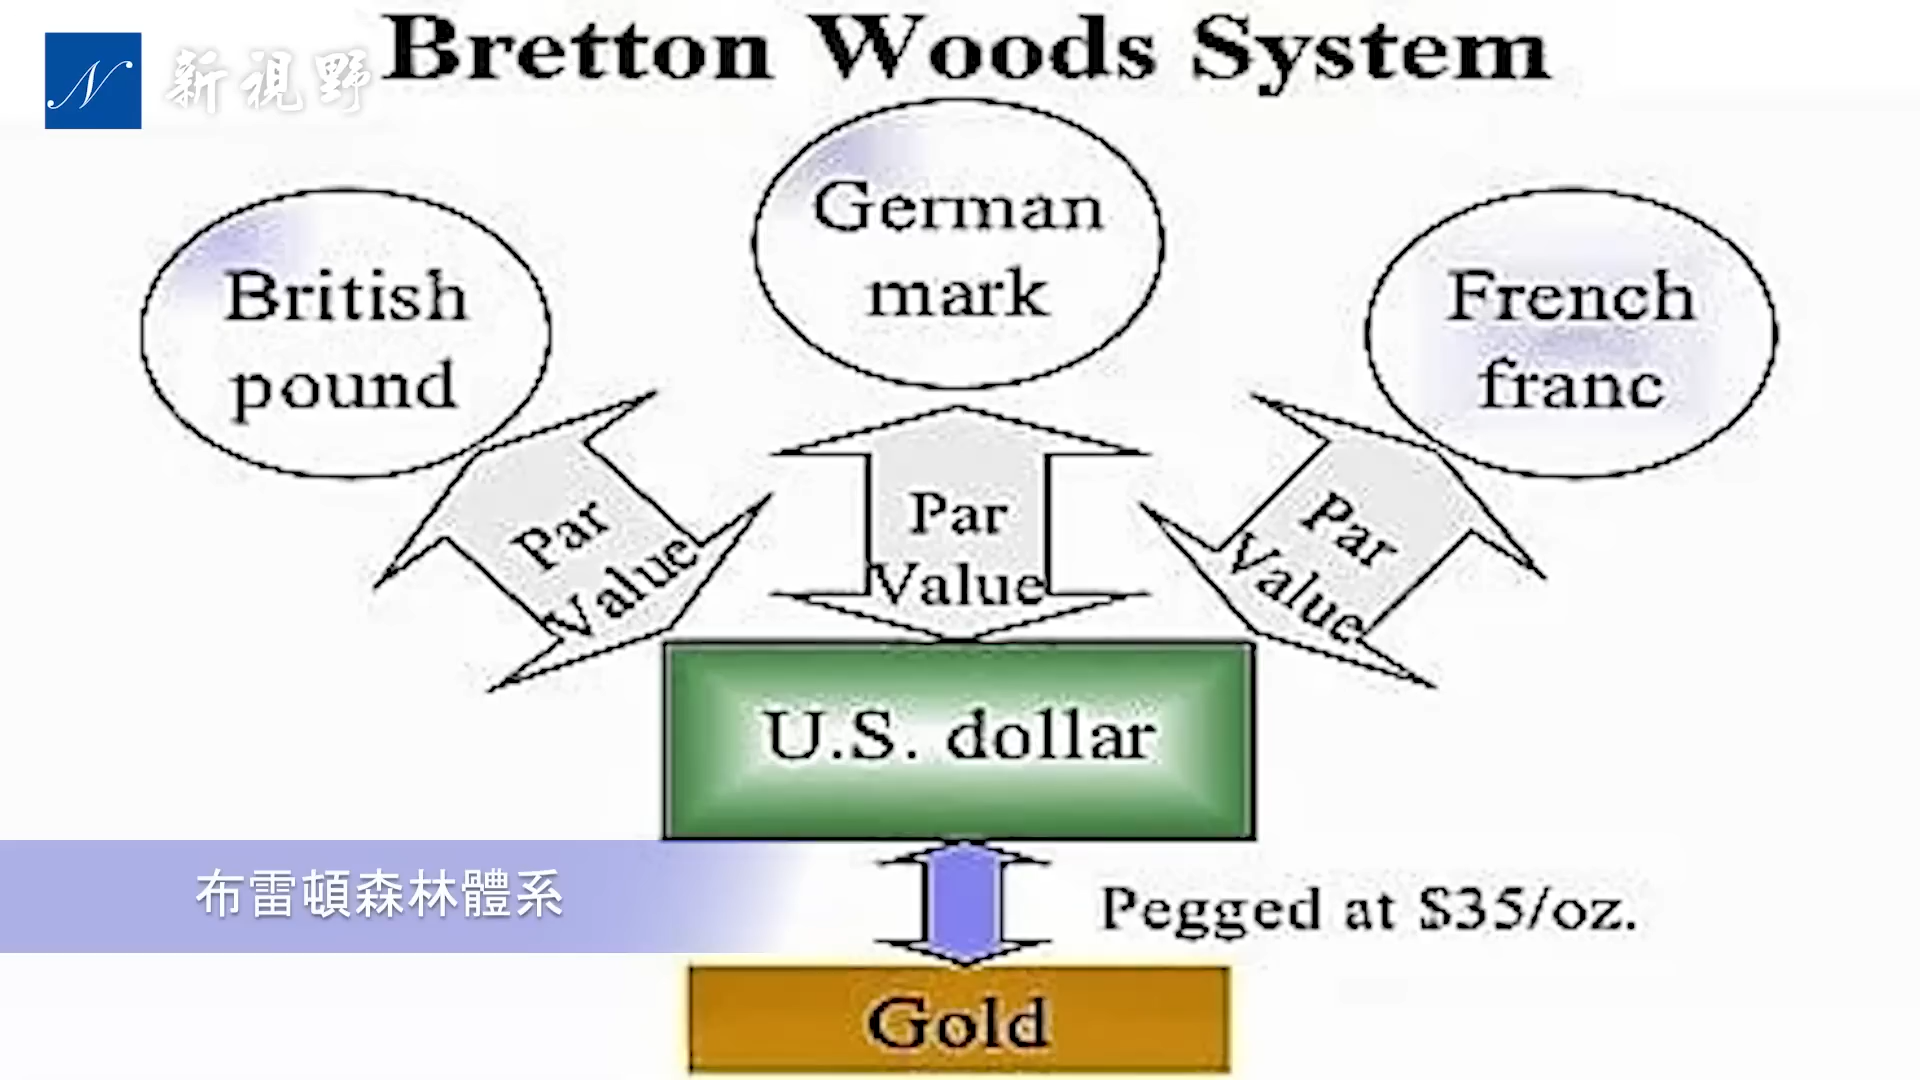 Bretton Woods System
N 新視野
German
mark
British
pound
French
franc
Par
Value
Par
Value
Par
Value
U.S. dollar
布雷頓森林體系
Pegged at $35/oz.
Gold